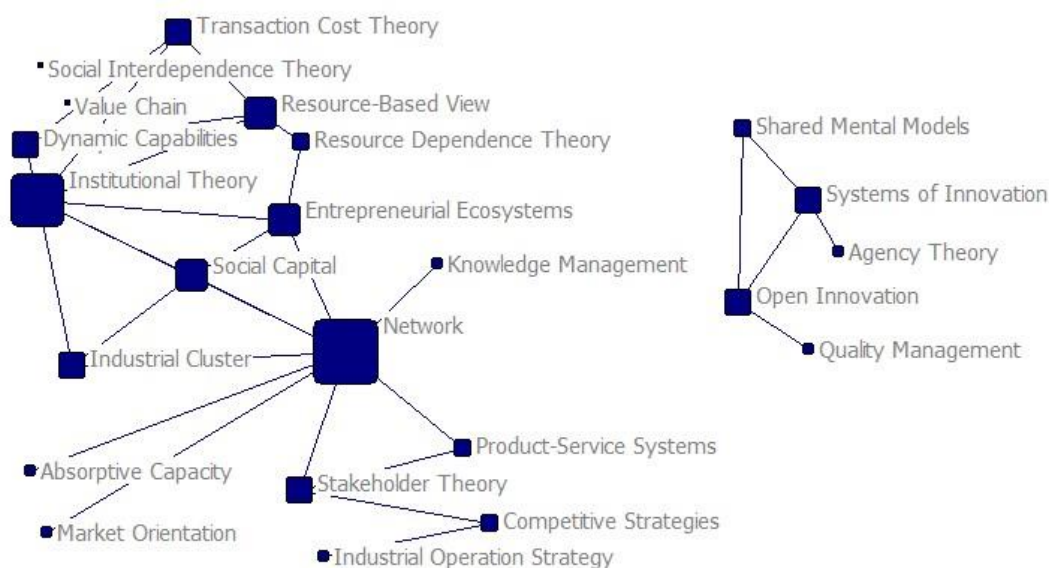 Transaction Cost Theory
Social Interdependence Theory
Value Chain
Resource-Based View
Dynamic Capabilities
Resource Dependence Theory
Institutional Theory
Entrepreneurial Ecosystems
Social Capital
Knowledge Management
Network
Industrial Cluster
Absorptive Capacity
Product-Service Systems
Stakeholder Theory
Market Orientation
Competitive Strategies
Industrial Operation Strategy
Shared Mental Models
Systems of Innovation
Agency Theory
Open Innovation
Quality Management